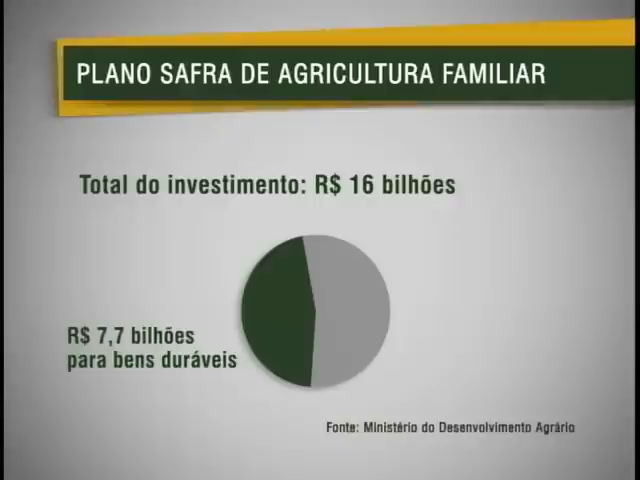 PLANO SAFRA DE AGRICULTURA FAMILIAR
Total do investimento: R$ 16 bilhões
R$ 7,7 bilhões
para bens duráveis
Fonte: Ministério do Desenvolvimento Agrário